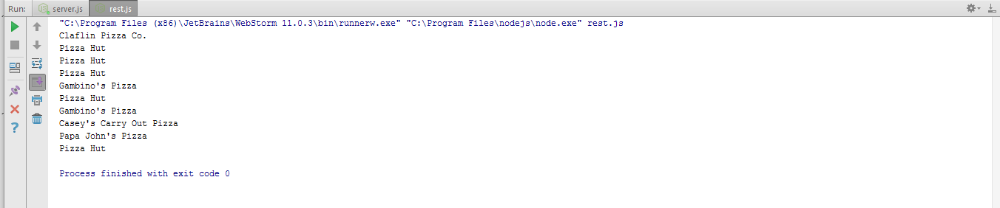 Run: server.js rest.js
"C:\Program Files (x86)\JetBrains\WebStorm 11.0.3\bin\runnerw.exe" "C:\Program Files\nodejs\node.exe" rest.js
Claflin Pizza Co.
Pizza Hut
Pizza Hut
Pizza Hut
Gambino's Pizza
Pizza Hut
Gambino's Pizza
Casey's Carry Out Pizza
Papa John's Pizza
Pizza Hut
Process finished with exit code 0